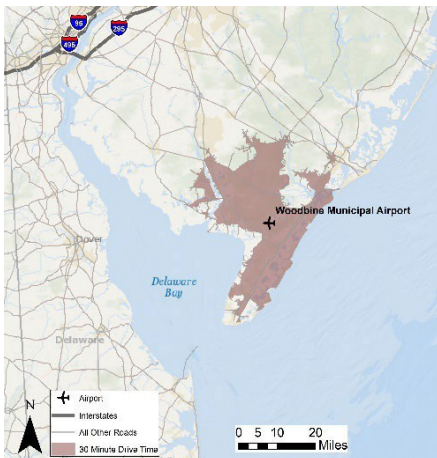 95
295
495
Woodbine Municipal Airport
Dover
Delaware
Bay
Delaware
N
Airport
Interstates
All Other Roads
30 Minute Drive Time
0 5 10 20
Miles